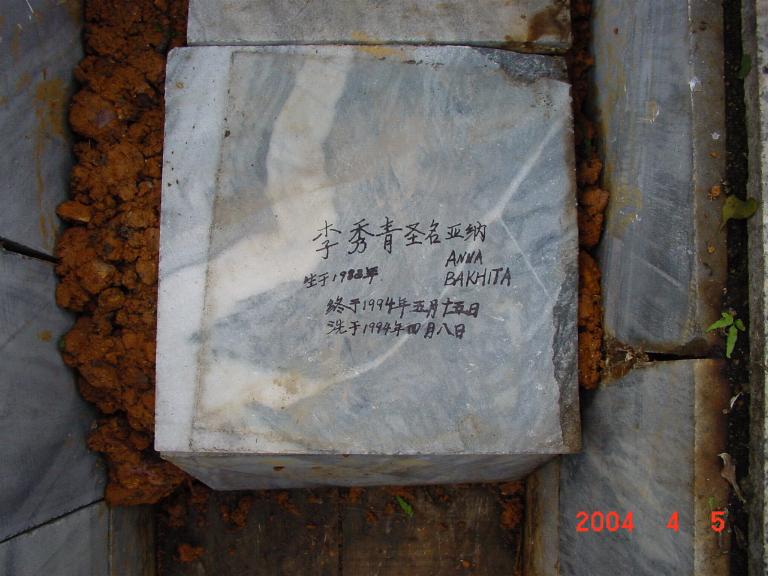 李秀青圣名亚纳
ANNA
BAKHITA
生于1988年
终于1994年五月十五日
洗于1994年四月八日
2004 4 5